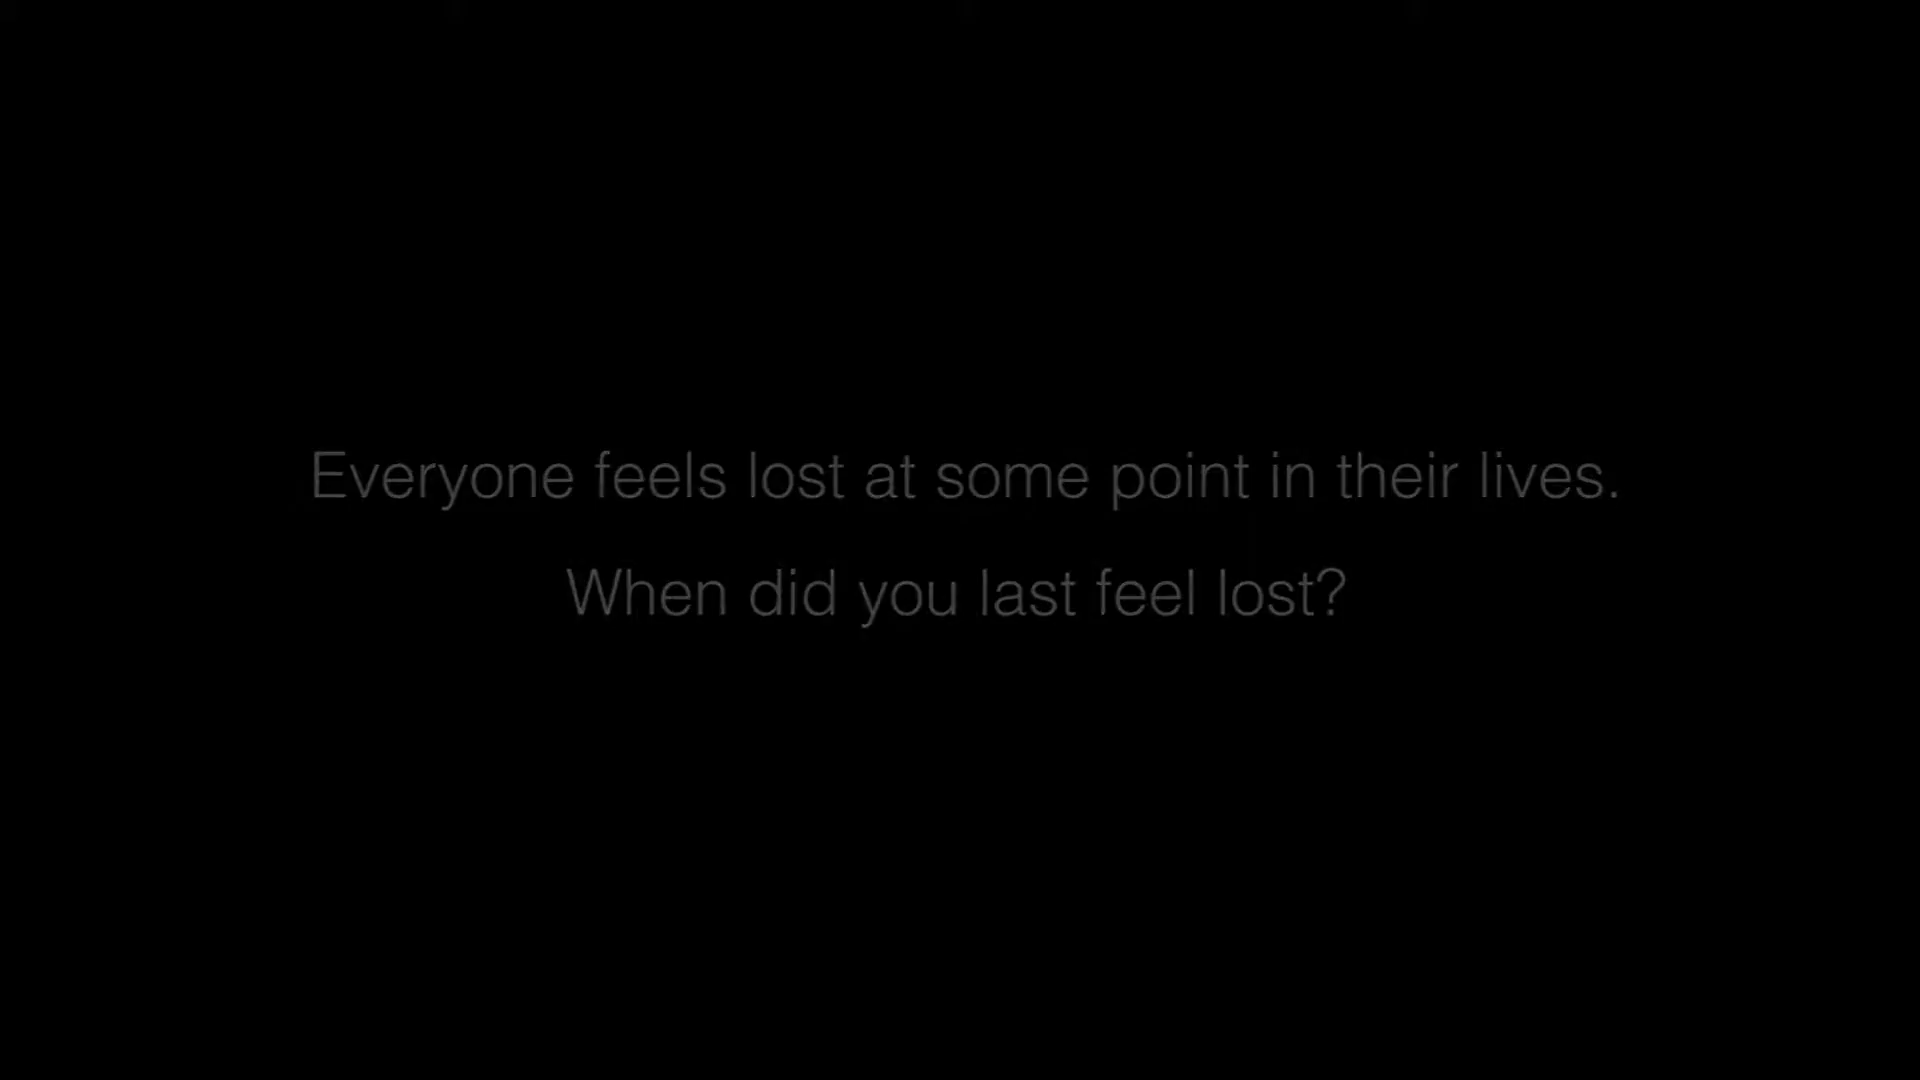 Everyone feels lost at some point in their lives.
When did you last feel lost?